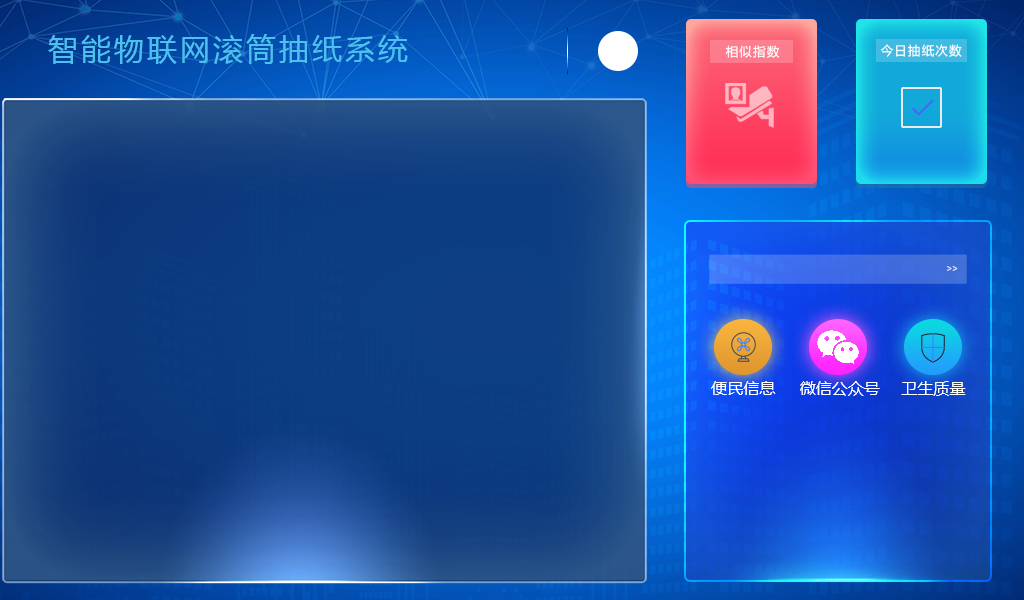 智能物联网滚筒抽纸系统
相似指数
今日抽纸次数
>>
便民信息
微信公众号
卫生质量